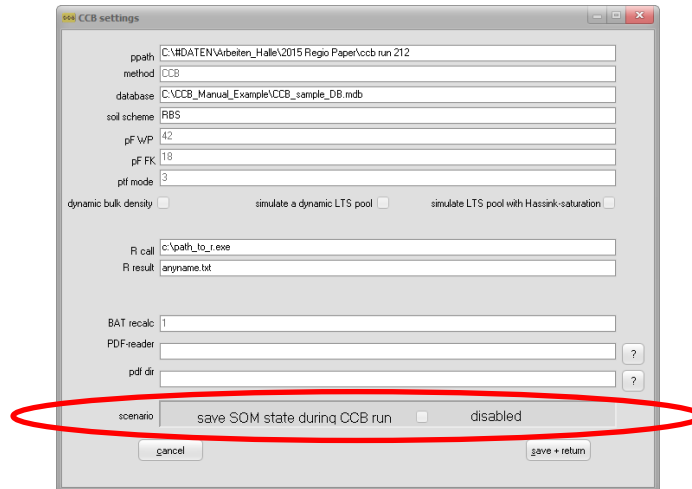 CCB settings
ppath C:\#DATEN\Arbeiten_Halle\2015 Regio Paper\ccb run 212
method CCB
database C:\CCB_Manual_Example\CCB_sample_DB.mdb
soil scheme RBS
pF WP 42
pF FK 18
ptf mode 3
dynamic bulk density simulate a dynamic LTS pool simulate LTS pool with Hassink-saturation
R call c:\path_to_r.exe
R result anyname.txt
BAT recalc 1
PDF-reader ?
pdf dir ?
scenario save SOM state during CCB run disabled
cancel save + return